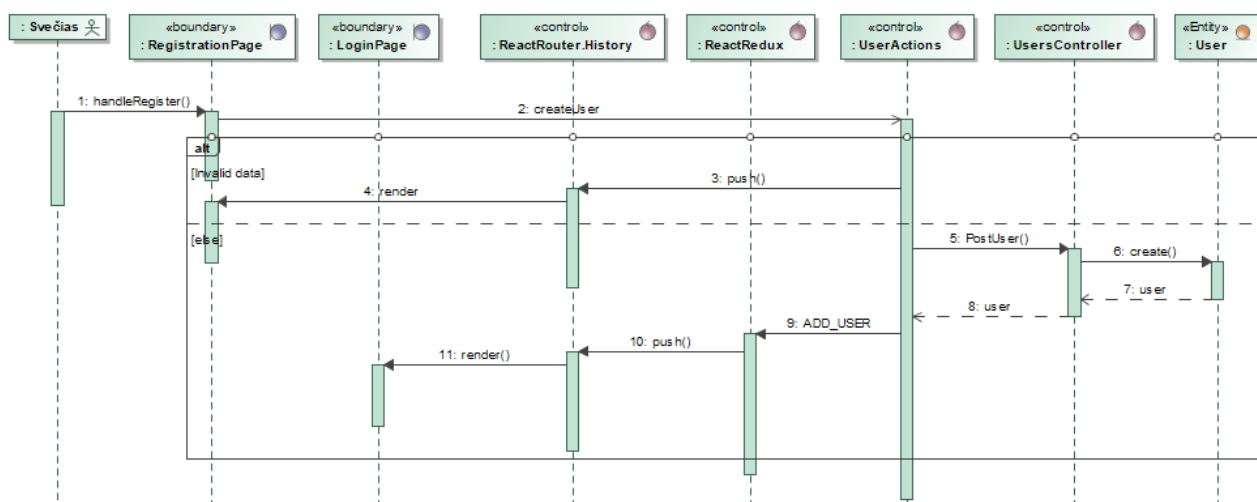 : Svečias
«boundary»
: RegistrationPage
«boundary»
: LoginPage
«control»
: ReactRouter.History
«control»
: ReactRedux
«control»
: UserActions
«control»
: UsersController
«Entity»
: User
1: handleRegister()
2: createUser
alt
[Invalid data]
3: push()
4: render
[else]
5: PostUser()
6: create()
7: user
8: user
9: ADD_USER
10: push()
11: render()